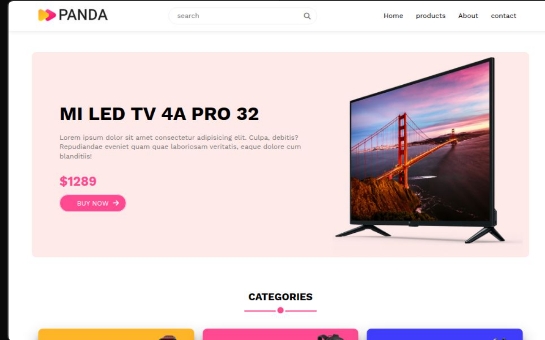 PANDA
search
Home products About contact
MI LED TV 4A PRO 32
Lorem ipsum dolor sit amet consectetur adipisicing elit. Culpa, debitis?
Repudiandae eveniet quam quae laboriosam veritatis, eaque dolore cum
blanditiis!
$1289
BUY NOW
CATEGORIES